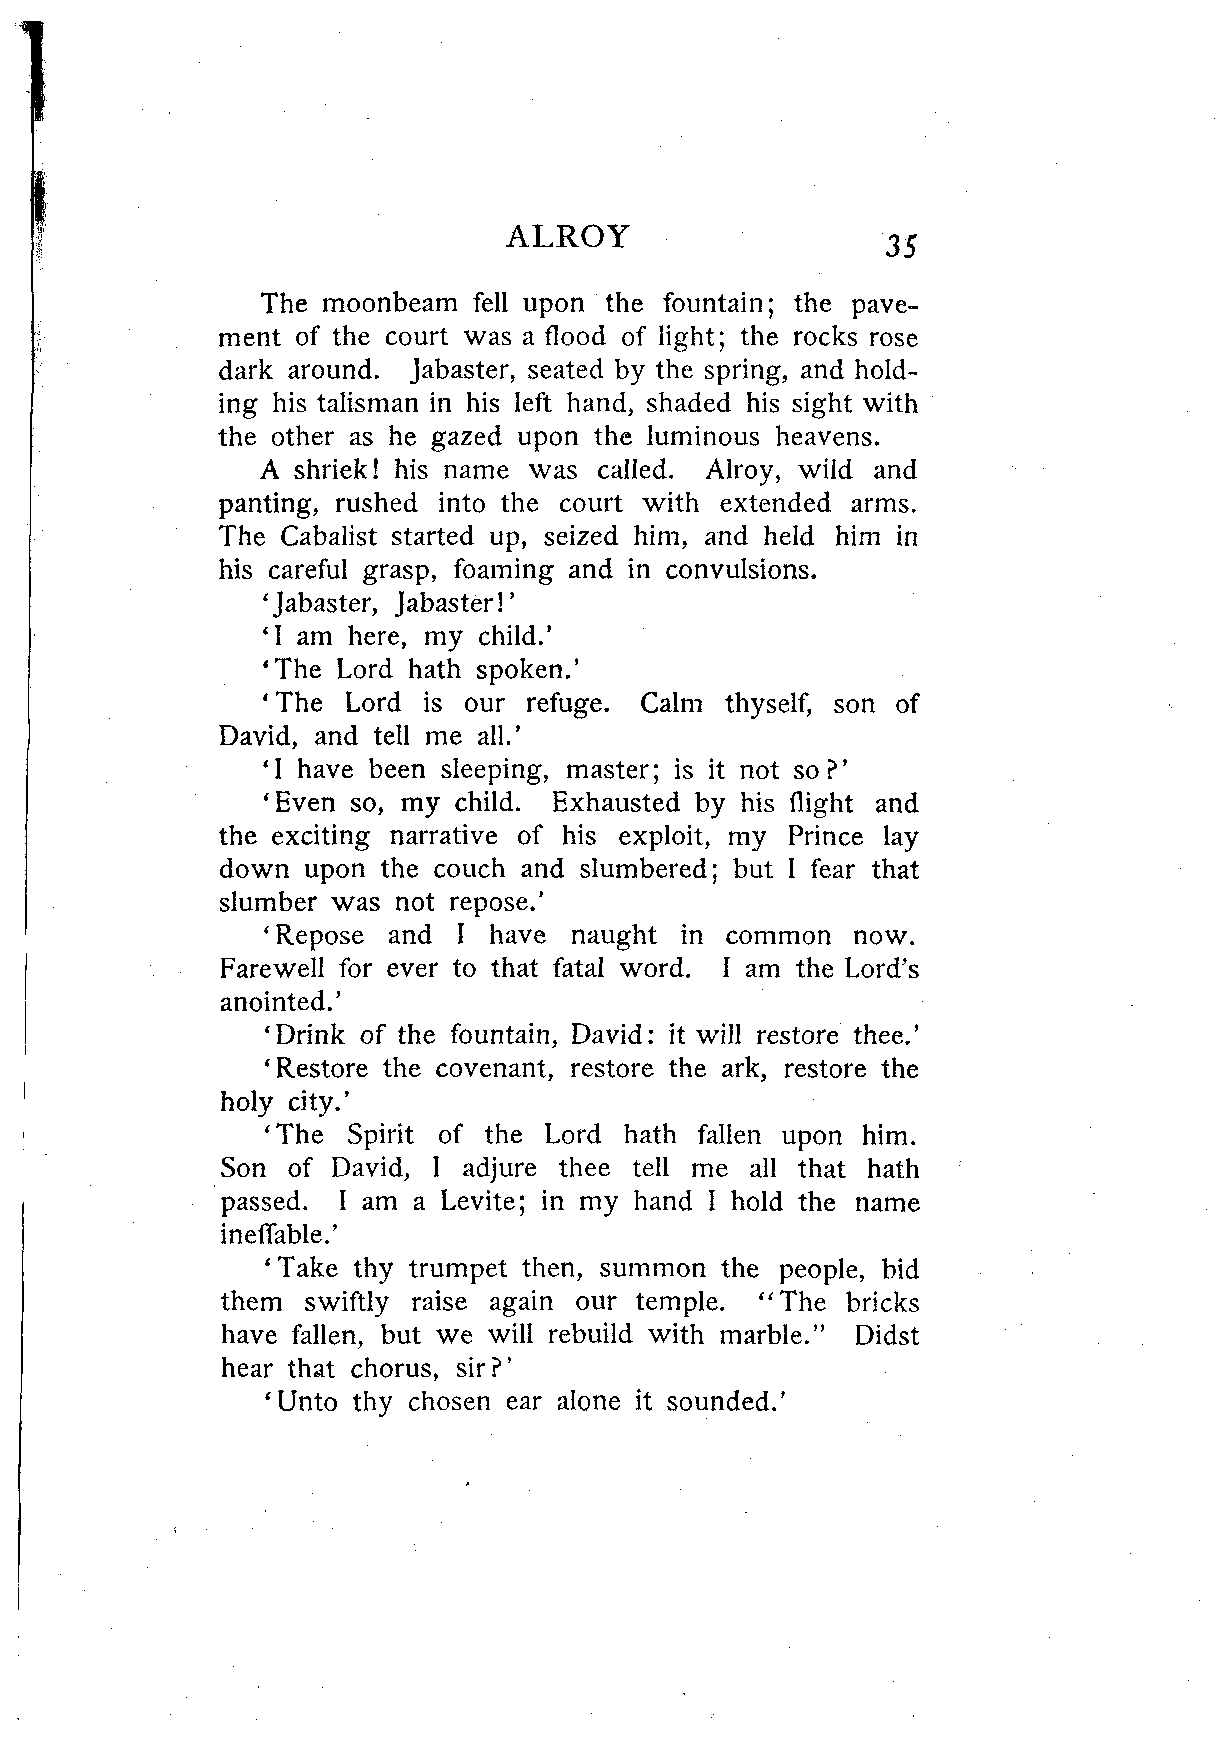 ALROY 35
The moonbeam fell upon the fountain; the pave-
ment of the court was a flood of light; the rocks rose
dark around. Jabaster, seated by the spring, and hold-
ing his talisman in his left hand, shaded his sight with
the other as he gazed upon the luminous heavens.
A shriek! his name was called. Alroy, wild and
panting, rushed into the court with extended arms.
The Cabalist started up, seized him, and held him in
his careful grasp, foaming and in convulsions.
‘Jabaster, Jabaster!’
‘I am here, my child.’
‘The Lord hath spoken.’
‘The Lord is our refuge. Calm thyself, son of
David, and tell me all.’
‘I have been sleeping, master; is it not so?’
‘Even so, my child. Exhausted by his flight and
the exciting narrative of his exploit, my Prince lay
down upon the couch and slumbered; but I fear that
slumber was not repose.’
‘Repose and I have naught in common now.
Farewell for ever to that fatal word. I am the Lord’s
anointed.’
‘Drink of the fountain, David: it will restore thee.’
‘Restore the covenant, restore the ark, restore the
holy city.’
‘The Spirit of the Lord hath fallen upon him.
Son of David, I adjure thee tell me all that hath
passed. I am a Levite; in my hand I hold the name
ineffable.’
‘Take thy trumpet then, summon the people, bid
them swiftly raise again our temple. “The bricks
have fallen, but we will rebuild with marble.” Didst
hear that chorus, sir?’
‘Unto thy chosen ear alone it sounded.’